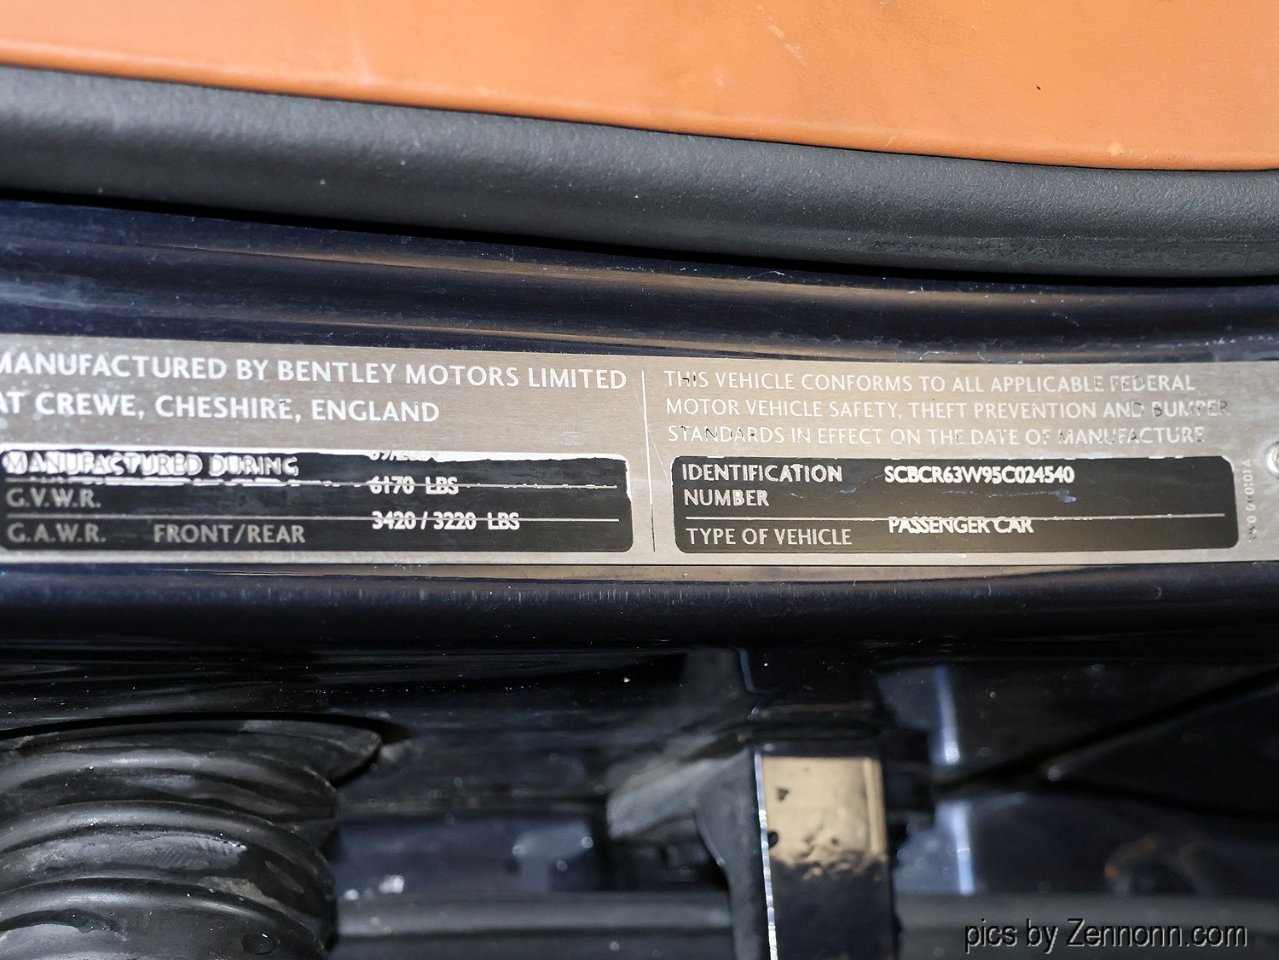 MANUFACTURED BY BENTLEY MOTORS LIMITED
AT CREWE, CHESHIRE, ENGLAND
MANUFACTURED DURING
G.V.W.R. 6170 LBS
G.A.W.R. FRONT/REAR 3420 / 3220 LBS
THIS VEHICLE CONFORMS TO ALL APPLICABLE FEDERAL
MOTOR VEHICLE SAFETY, THEFT PREVENTION AND BUMPER
STANDARDS IN EFFECT ON THE DATE OF MANUFACTURE
IDENTIFICATION SCBCR63W95C024540
NUMBER
TYPE OF VEHICLE PASSENGER CAR
pics by Zennonn.com